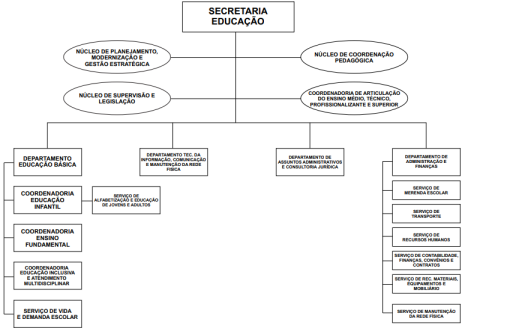 SECRETARIA
EDUCAÇÃO
NÚCLEO DE PLANEJAMENTO,
MODERNIZAÇÃO E
GESTÃO ESTRATÉGICA
NÚCLEO DE COORDENAÇÃO
PEDAGÓGICA
NÚCLEO DE SUPERVISÃO E
LEGISLAÇÃO
COORDENADORIA DE ARTICULAÇÃO
DO ENSINO MÉDIO, TÉCNICO,
PROFISSIONALIZANTE E SUPERIOR
DEPARTAMENTO
EDUCAÇÃO BÁSICA
DEPARTAMENTO TEC. DA
INFORMAÇÃO, COMUNICAÇÃO
E MANUTENÇÃO DA REDE
FISICA
DEPARTAMENTO DE
ASSUNTOS ADMINISTRATIVOS
E CONSULTORIA JURÍDICA
DEPARTAMENTO DE
ADMINISTRAÇÃO E
FINANÇAS
COORDENADORIA
EDUCAÇÃO
INFANTIL
SERVIÇO DE
ALFABETIZAÇÃO E EDUCAÇÃO
DE JOVENS E ADULTOS
COORDENADORIA
ENSINO
FUNDAMENTAL
COORDENADORIA
EDUCAÇÃO INCLUSIVA
E ATENDIMENTO
MULTIDISCIPLINAR
SERVIÇO DE VIDA
E DEMANDA ESCOLAR
SERVIÇO DE
MERENDA ESCOLAR
SERVIÇO DE
TRANSPORTE
SERVIÇO DE
RECURSOS HUMANOS
SERVIÇO DE CONTABILIDADE,
FINANÇAS, CONVÊNIOS E
CONTRATOS
SERVIÇO DE REC. MATERIAIS,
EQUIPAMENTOS E
MOBILIÁRIO
SERVIÇO DE MANUTENÇÃO
DA REDE FÍSICA